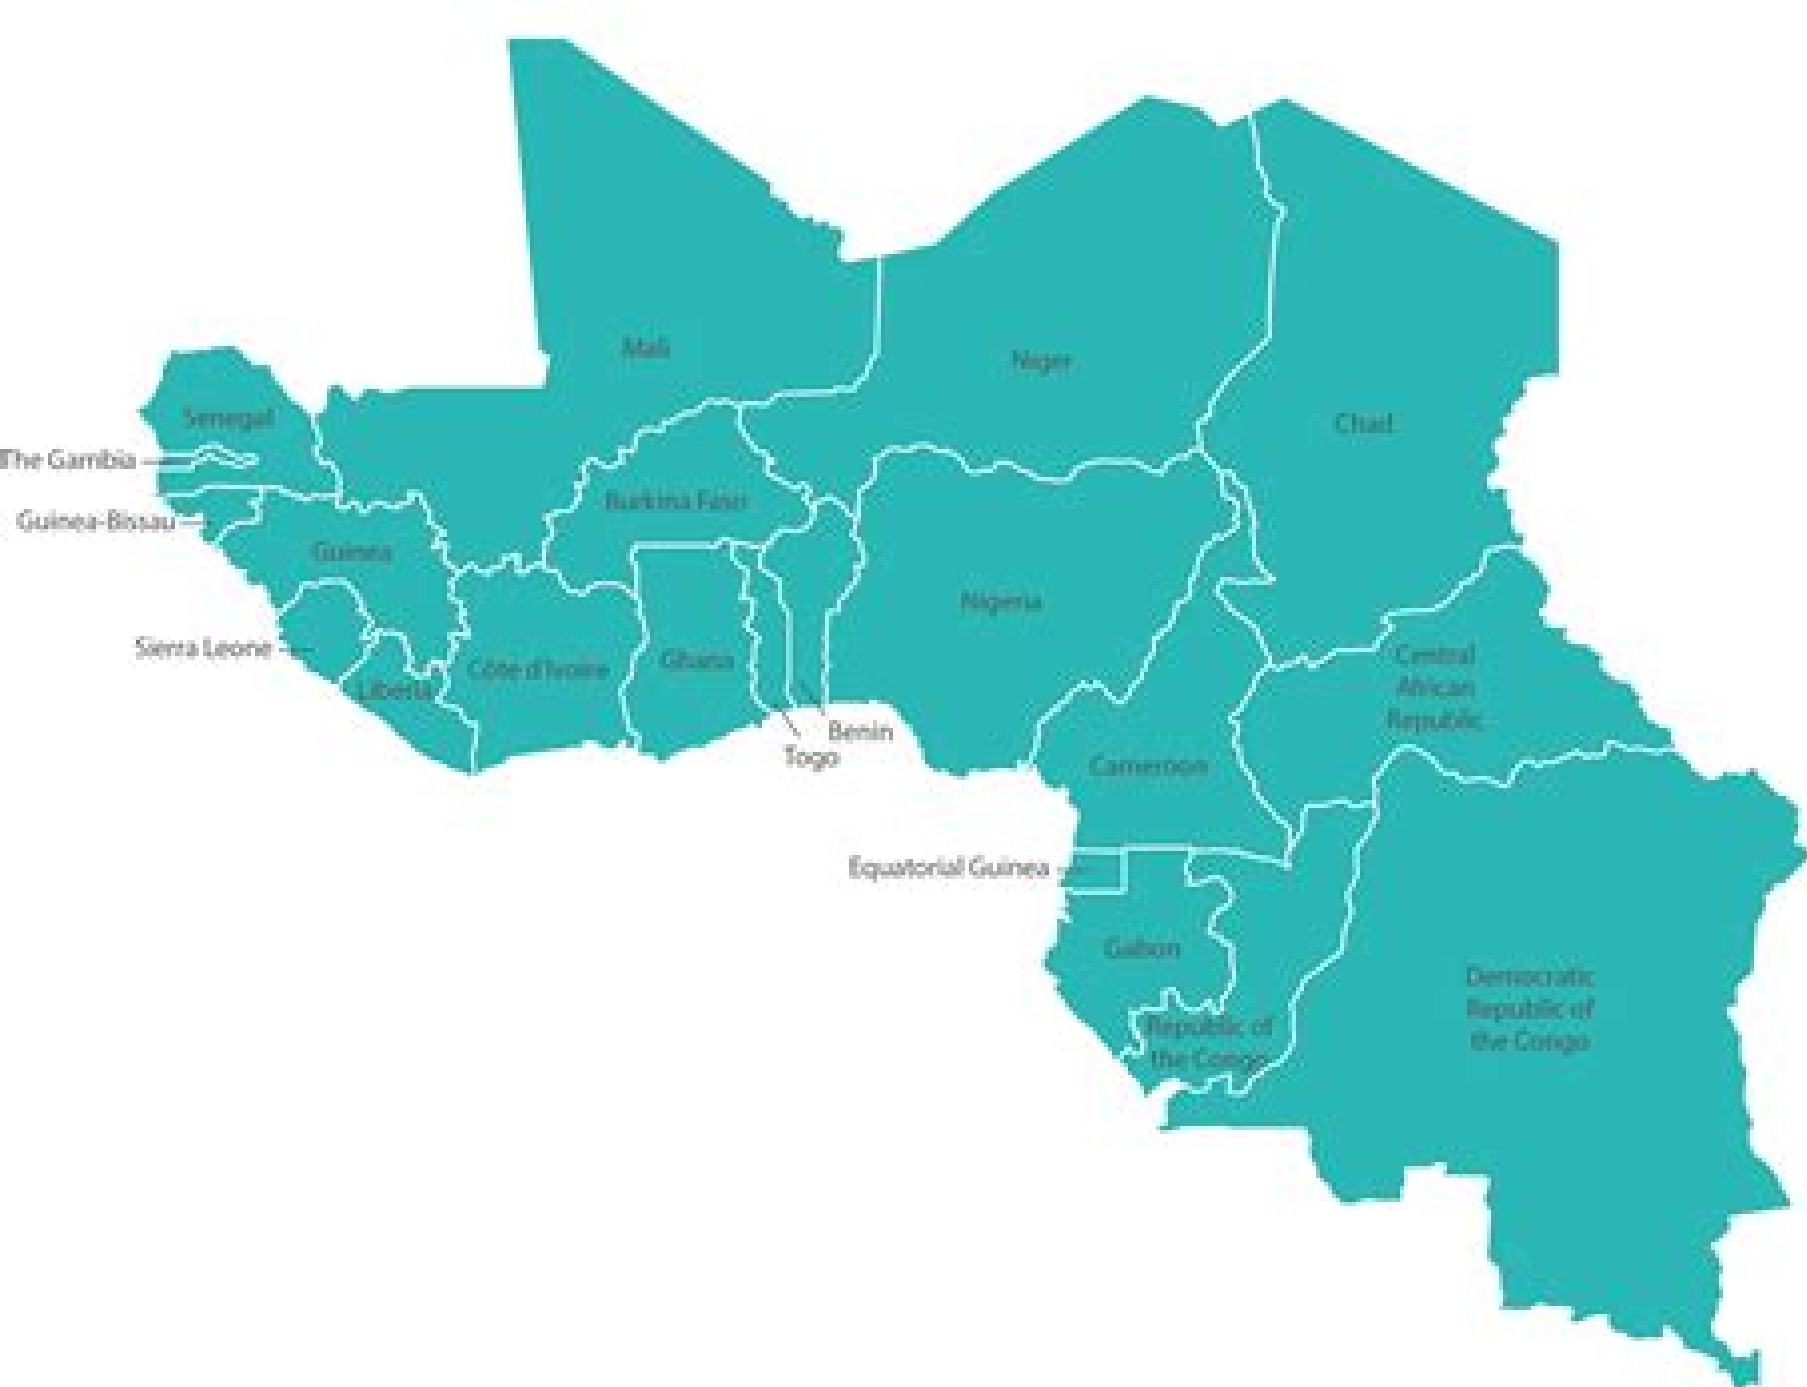 Mali
Niger
Chad
Senegal
The Gambia
Guinea-Bissau
Burkina Faso
Guinea
Nigeria
Sierra Leone
Côte d'Ivoire
Ghana
Liberia
Central
African
Republic
Benin
Togo
Cameroon
Equatorial Guinea
Gabon
Democratic
Republic of
the Congo
Republic of
the Congo